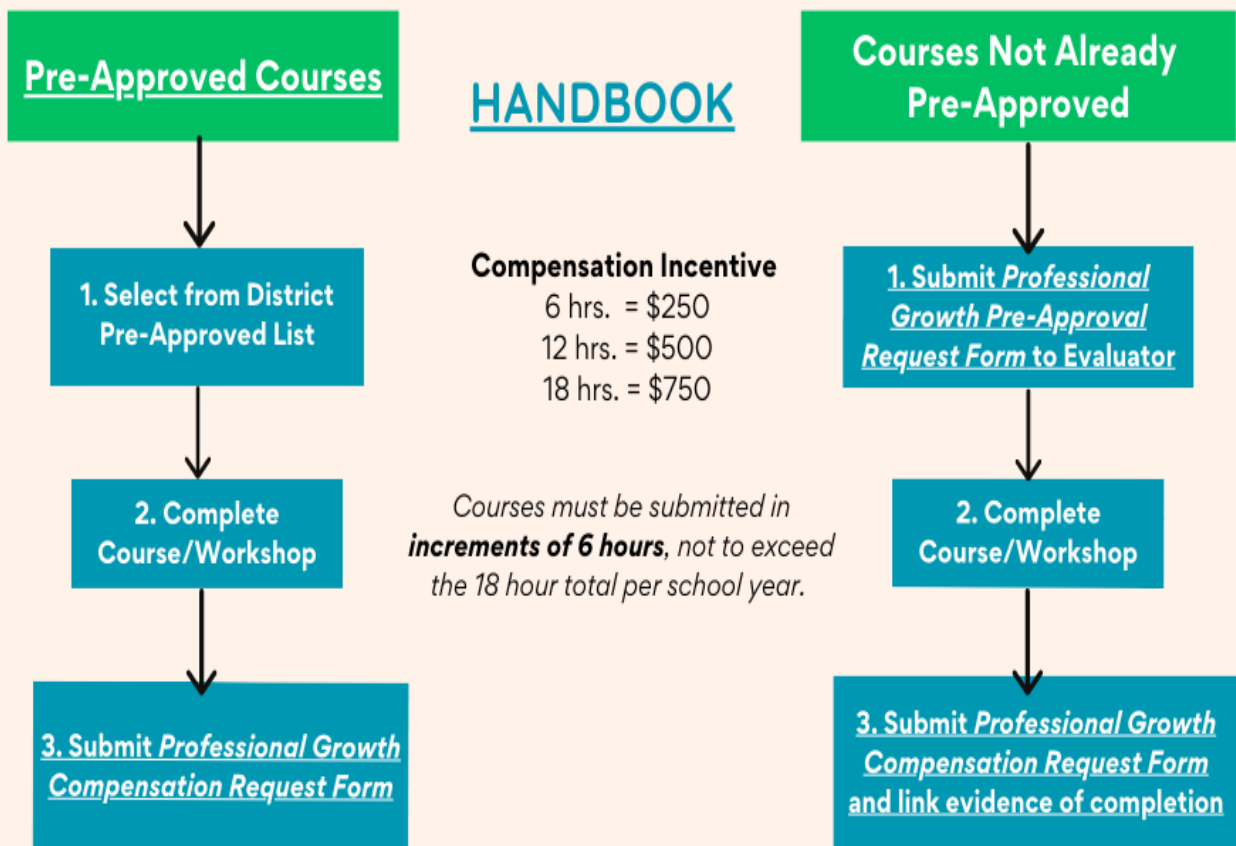 Pre-Approved Courses
1. Select from District
Pre-Approved List
2. Complete
Course/Workshop
3. Submit Professional Growth
Compensation Request Form
HANDBOOK
Compensation Incentive
6 hrs. = $250
12 hrs. = $500
18 hrs. = $750
Courses must be submitted in
increments of 6 hours, not to exceed
the 18 hour total per school year.
Courses Not Already
Pre-Approved
1. Submit Professional
Growth Pre-Approval
Request Form to Evaluator
2. Complete
Course/Workshop
3. Submit Professional Growth
Compensation Request Form
and link evidence of completion